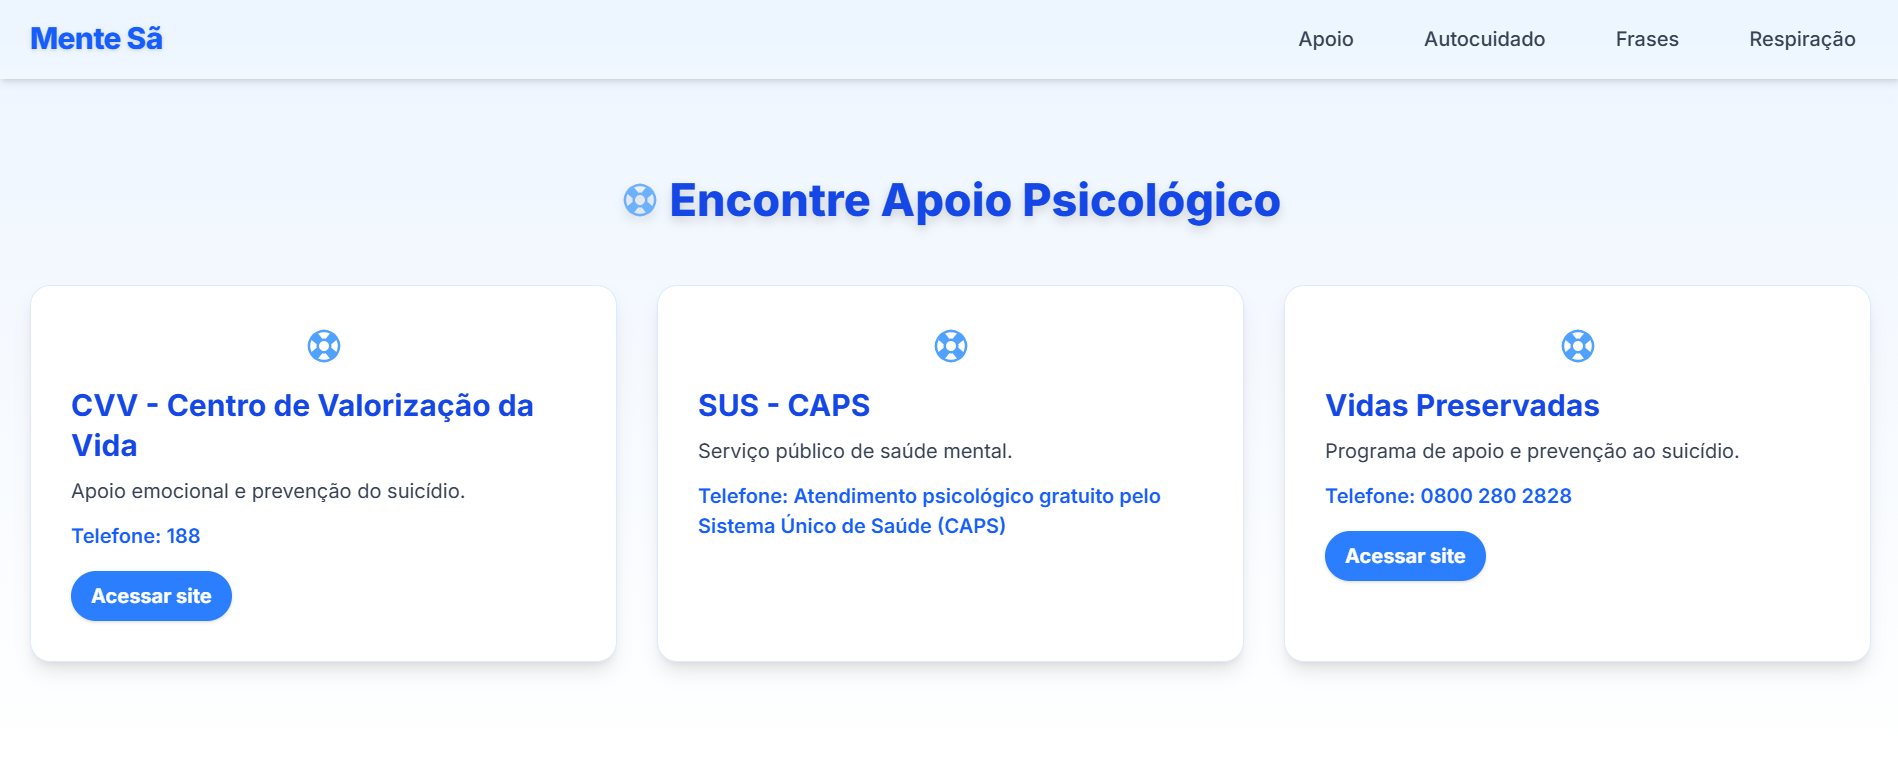 Mente Sã
Apoio
Autocuidado
Frases
Respiração
Encontre Apoio Psicológico
CVV - Centro de Valorização da
Vida
Apoio emocional e prevenção do suicídio.
Telefone: 188
Acessar site
SUS - CAPS
Serviço público de saúde mental.
Telefone: Atendimento psicológico gratuito pelo
Sistema Único de Saúde (CAPS)
Vidas Preservadas
Programa de apoio e prevenção ao suicídio.
Telefone: 0800 280 2828
Acessar site